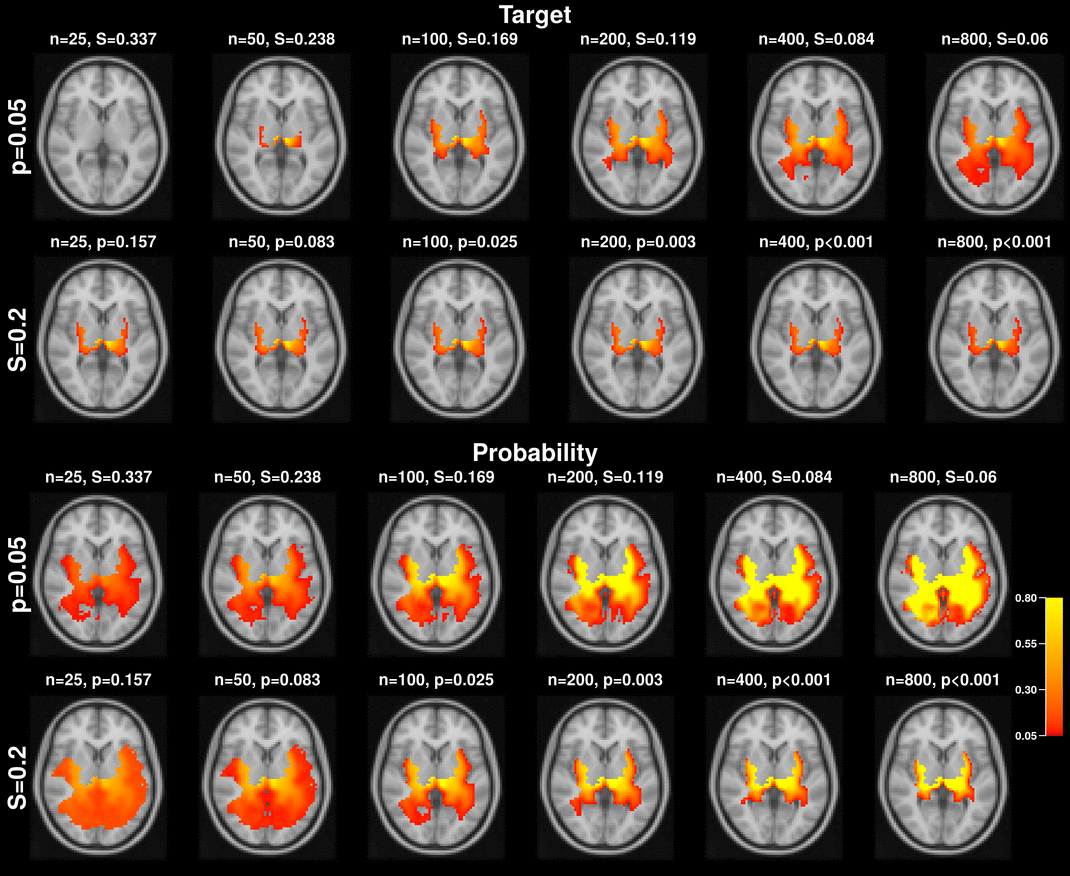 Target
n=25, S=0.337 n=50, S=0.238 n=100, S=0.169 n=200, S=0.119 n=400, S=0.084 n=800, S=0.06
p=0.05
n=25, p=0.157 n=50, p=0.083 n=100, p=0.025 n=200, p=0.003 n=400, p<0.001 n=800, p<0.001
S=0.2
Probability
n=25, S=0.337 n=50, S=0.238 n=100, S=0.169 n=200, S=0.119 n=400, S=0.084 n=800, S=0.06
p=0.05
0.80
0.55
0.30
0.05
n=25, p=0.157 n=50, p=0.083 n=100, p=0.025 n=200, p=0.003 n=400, p<0.001 n=800, p<0.001
S=0.2